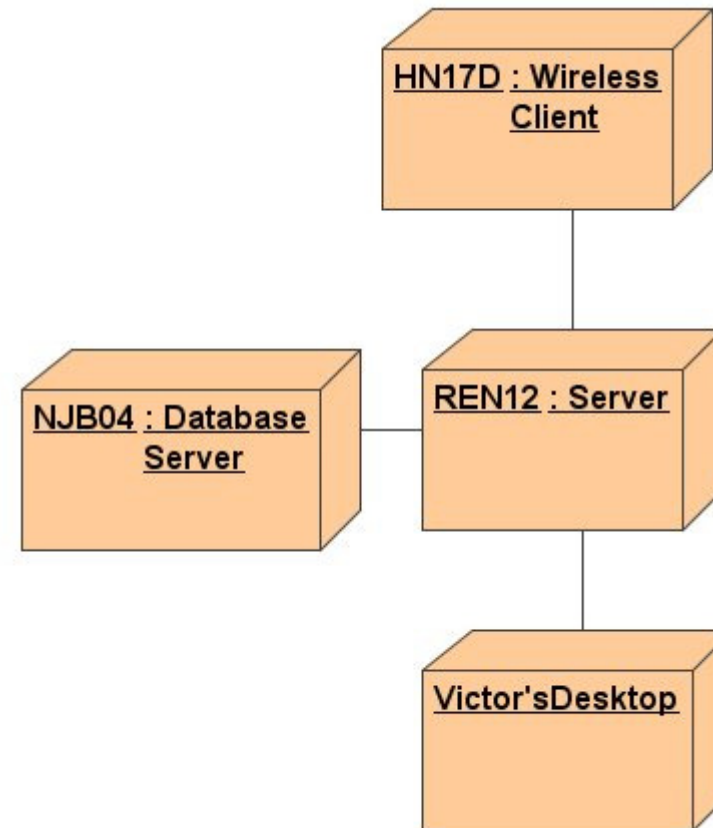 HN17D : Wireless
Client
NJB04 : Database
Server
REN12 : Server
Victor'sDesktop